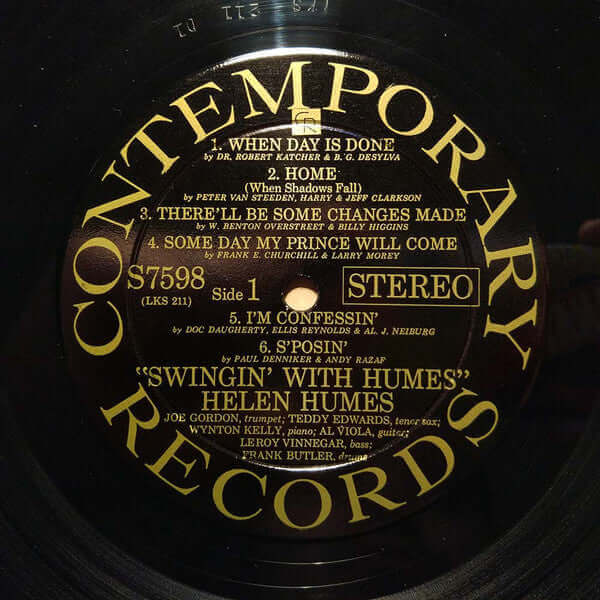 CONTEMPORARY
CR
1. WHEN DAY IS DONE
by DR. ROBERT KATCHER & B. G. DESYLVA
2. HOME
(When Shadows Fall)
by PETER VAN STEEDEN, HARRY & JEFF CLARKSON
3. THERE'LL BE SOME CHANGES MADE
by W. BENTON OVERSTREET & BILLY HIGGINS
4. SOME DAY MY PRINCE WILL COME
by FRANK E. CHURCHILL & LARRY MOREY
S7598
(LKS 211)
Side 1
STEREO
5. I'M CONFESSIN'
by DOC DAUGHERTY, ELLIS REYNOLDS & AL. J. NEIBURG
6. S'POSIN'
by PAUL DENNIKER & ANDY RAZAF
"SWINGIN' WITH HUMES"
HELEN HUMES
JOE GORDON, trumpet; TEDDY EDWARDS, tenor sax;
WYNTON KELLY, piano; AL VIOLA, guitar;
LEROY VINNEGAR, bass;
FRANK BUTLER, drums
RECORDS